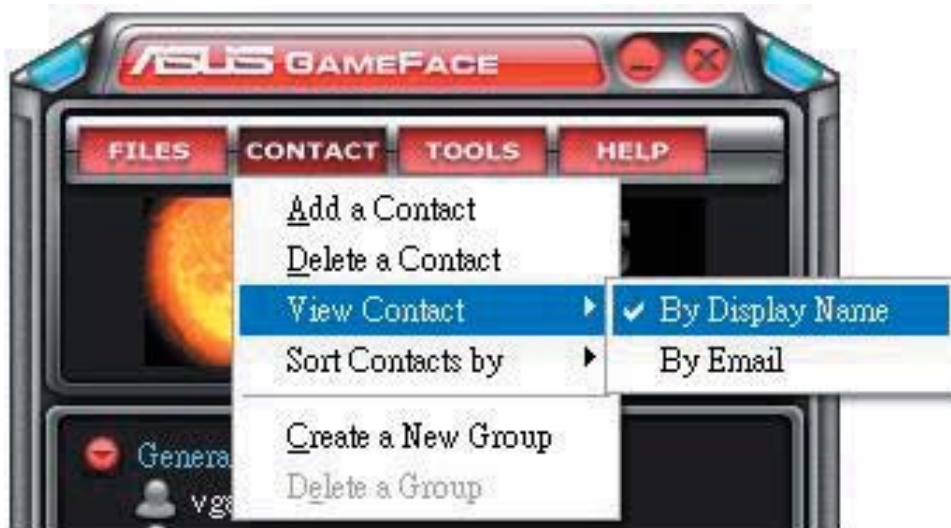 ASUS GAMEFACE
FILES CONTACT TOOLS HELP
Add a Contact
Delete a Contact
View Contact
By Display Name
Sort Contacts by
By Email
Create a New Group
Delete a Group